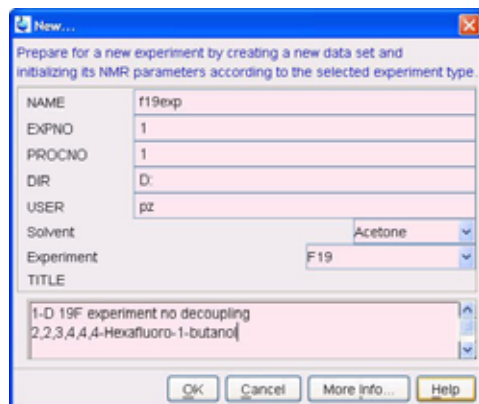 New...
Prepare for a new experiment by creating a new data set and
initializing its NMR parameters according to the selected experiment type.
NAME f19exp
EXPNO 1
PROCNO 1
DIR D:
USER pz
Solvent Acetone
Experiment F19
TITLE
1-D 19F experiment no decoupling
2,2,3,4,4,4-Hexafluoro-1-butanol
OK Cancel More Info... Help